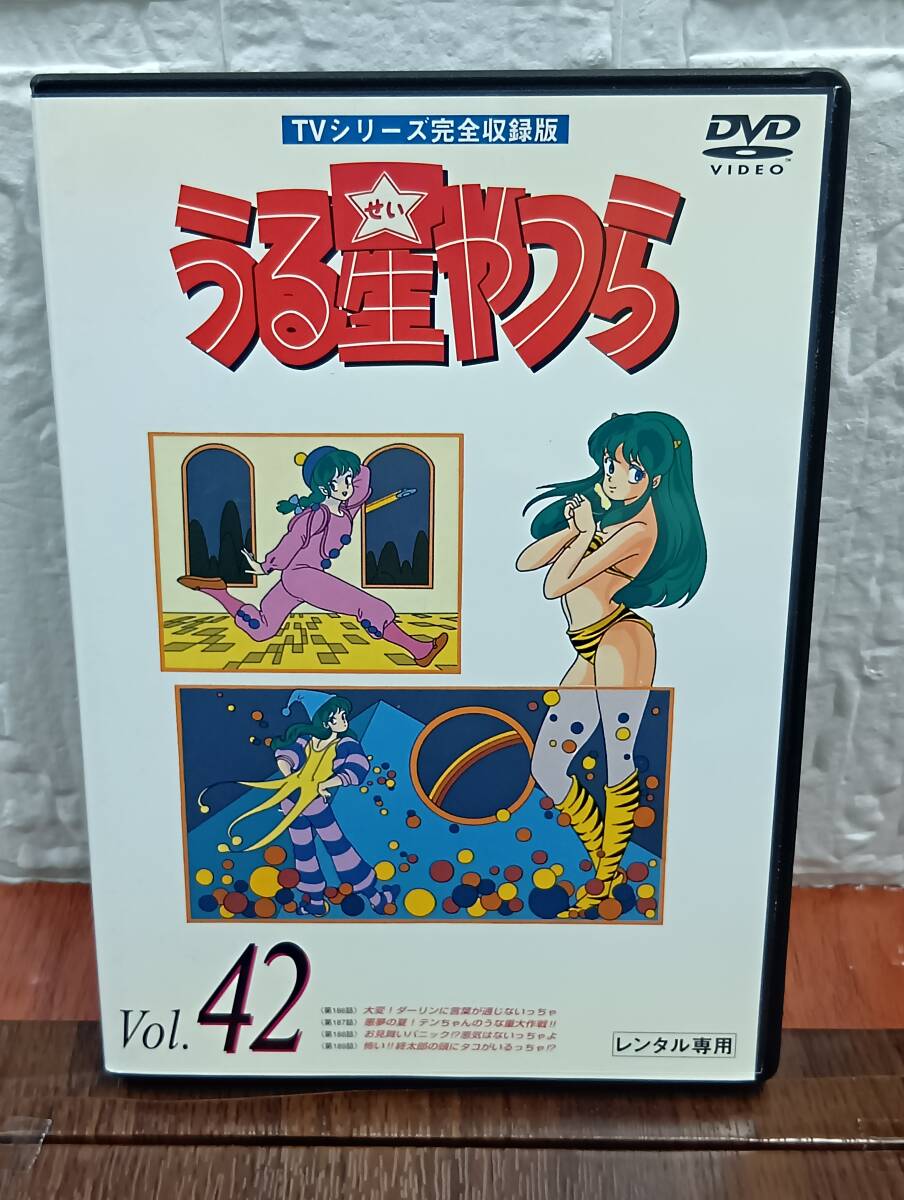 TVシリーズ完全収録版
DVD
VIDEO
TM
せい
うる星やつら
Vol. 42
(第186話) 大変!ダーリンに言葉が通じないっちゃ
(第187話) 悪夢の夏!テンちゃんのうな重大作戦!!
(第188話) お見舞いパニック!?悪気はないっちゃよ
(第189話) 怖い!!終太郎の頭にタコがいるっちゃ!?
レンタル専用